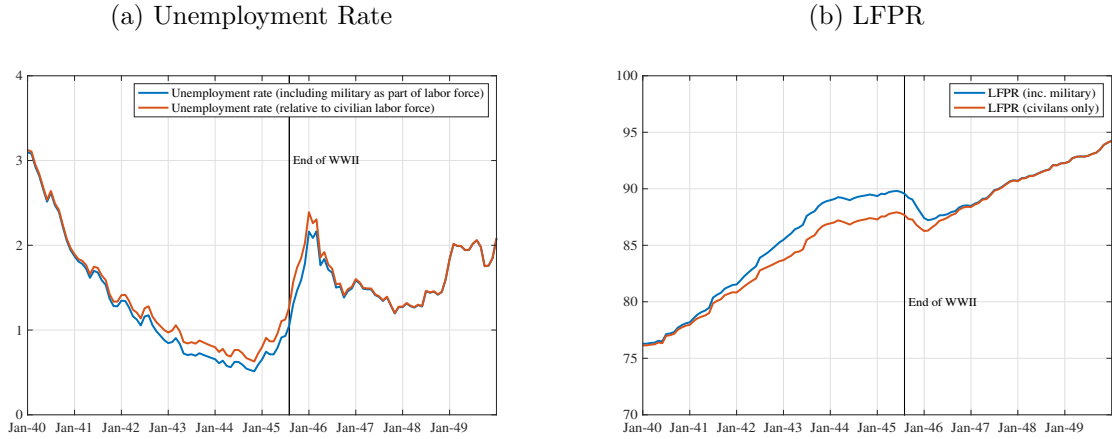 (a) Unemployment Rate
4
3
2
1
0
Unemployment rate (including military as part of labor force)
Unemployment rate (relative to civilian labor force)
End of WWII
Jan-40 Jan-41 Jan-42 Jan-43 Jan-44 Jan-45 Jan-46 Jan-47 Jan-48 Jan-49
(b) LFPR
100
95
90
85
80
75
70
LFPR (inc. military)
LFPR (civilians only)
End of WWII
Jan-40 Jan-41 Jan-42 Jan-43 Jan-44 Jan-45 Jan-46 Jan-47 Jan-48 Jan-49